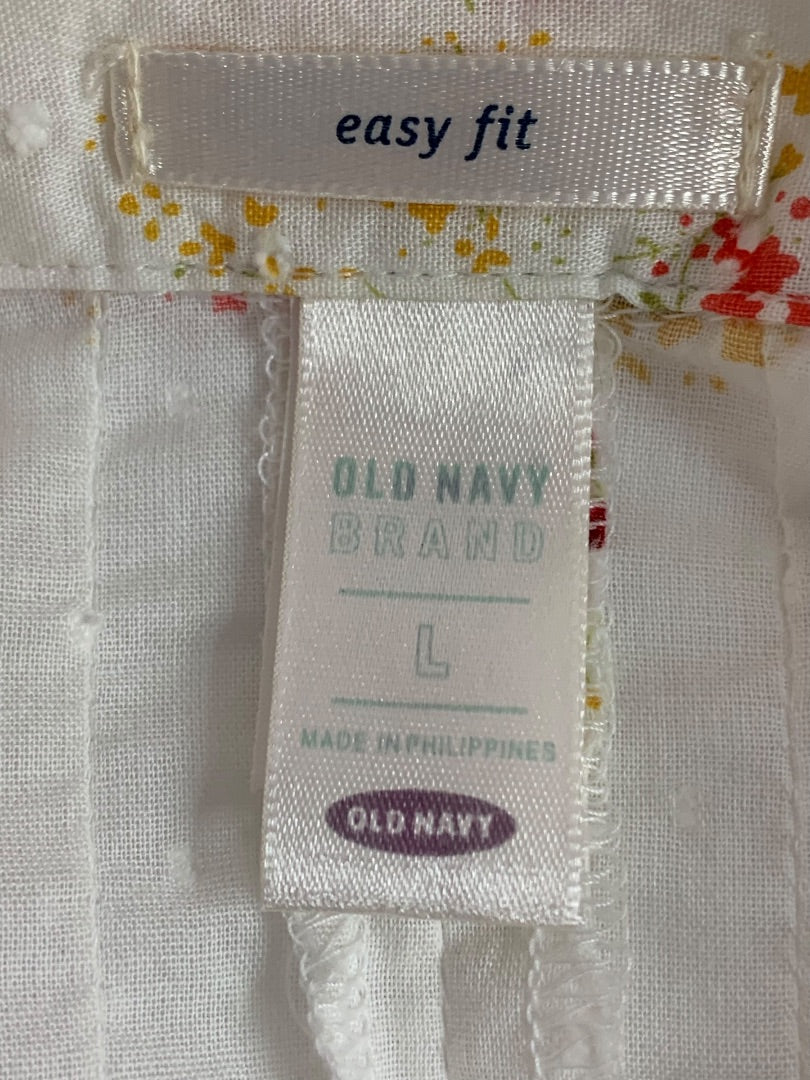 easy fit
OLD NAVY
BRAND
L
MADE IN PHILIPPINES
OLD NAVY